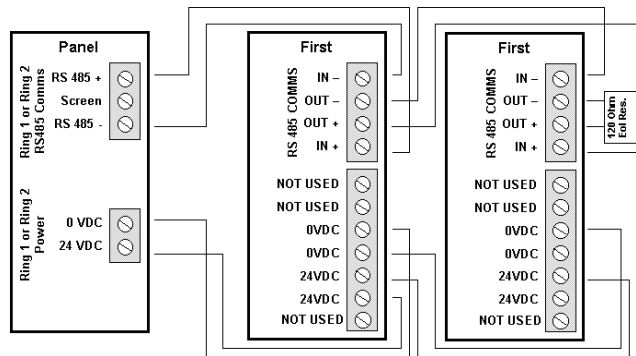 Panel
Ring 1 or Ring 2
RS485 Comms
RS 485 +
Screen
RS 485 -
Ring 1 or Ring 2
Power
0 VDC
24 VDC
First
RS 485 COMMS
IN –
OUT –
OUT +
IN +
NOT USED
NOT USED
0VDC
0VDC
24VDC
24VDC
NOT USED
First
RS 485 COMMS
IN –
OUT –
OUT +
IN +
NOT USED
NOT USED
0VDC
0VDC
24VDC
24VDC
NOT USED
120 Ohm
Eol Res.